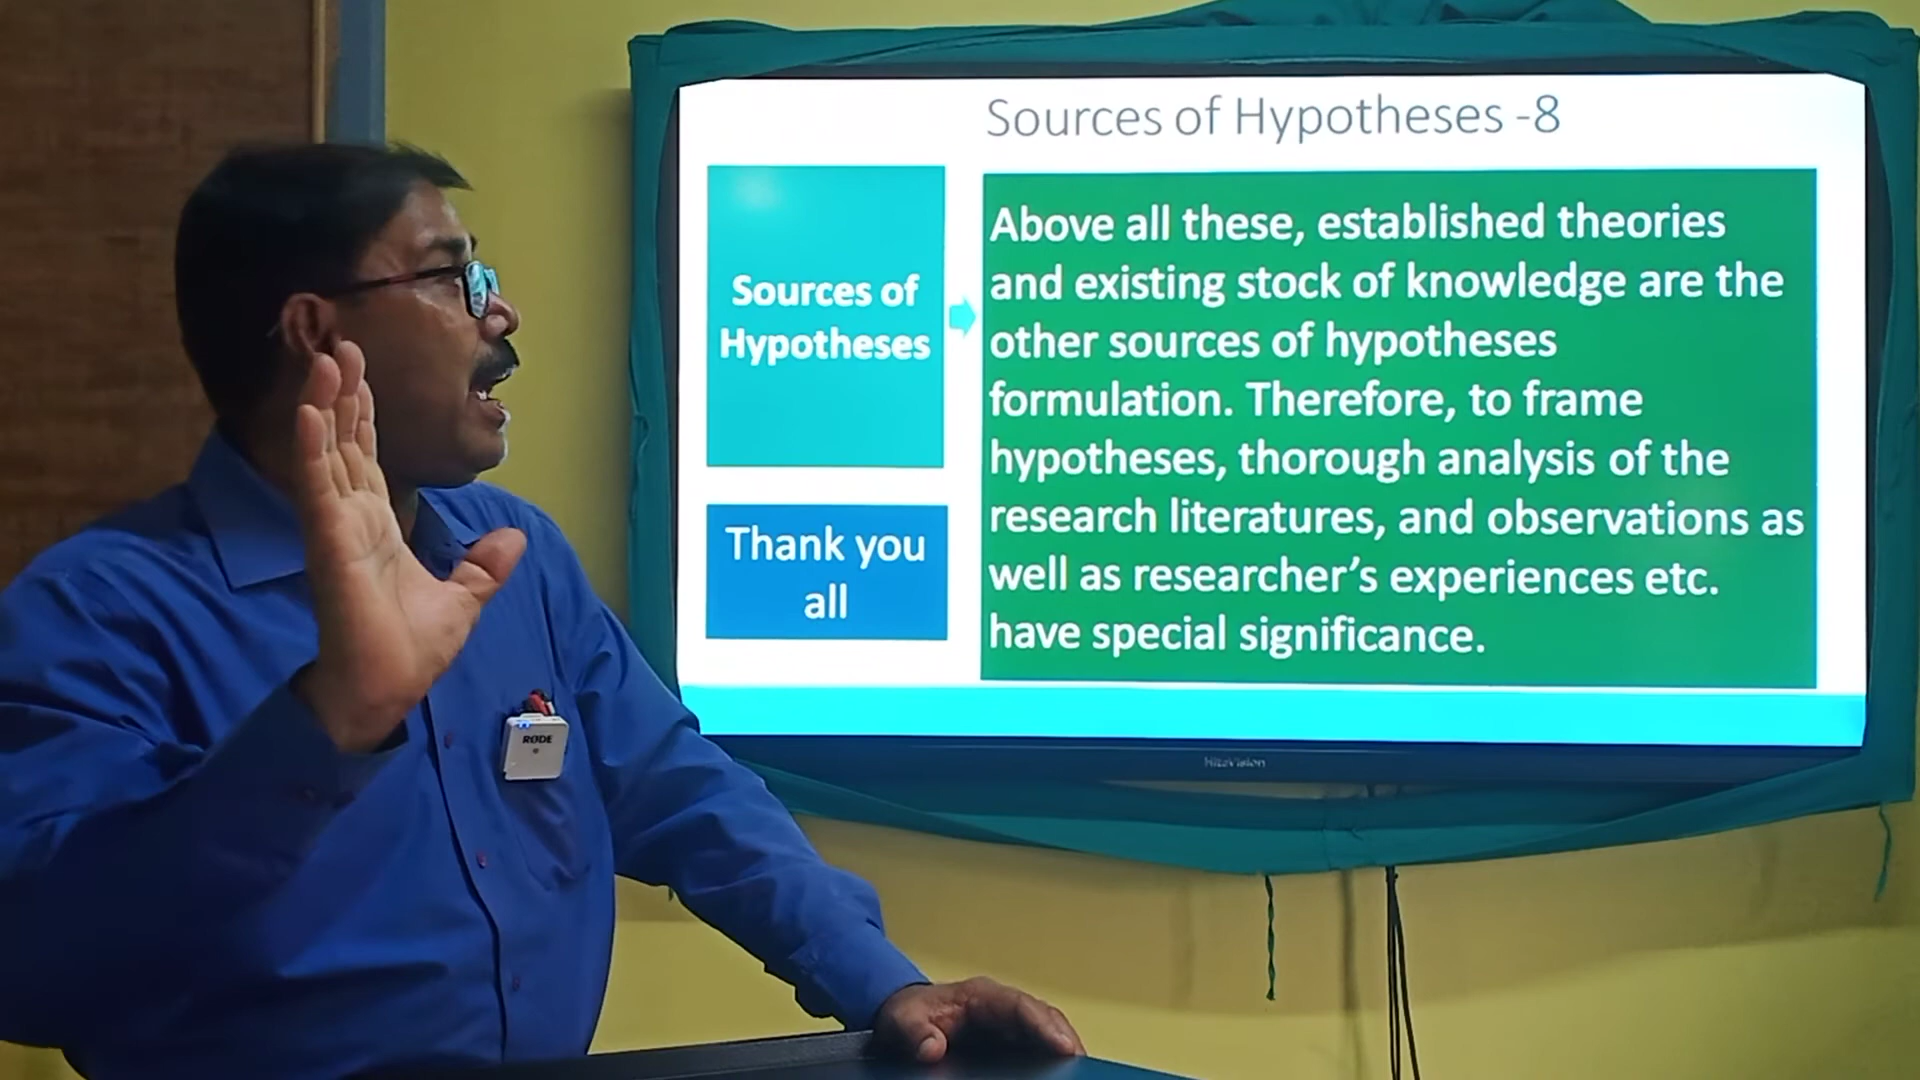 Sources of Hypotheses -8
Sources of
Hypotheses
Above all these, established theories
and existing stock of knowledge are the
other sources of hypotheses
formulation. Therefore, to frame
hypotheses, thorough analysis of the
research literatures, and observations as
well as researcher's experiences etc.
have special significance.
Thank you
all
RØDE
HitaVision